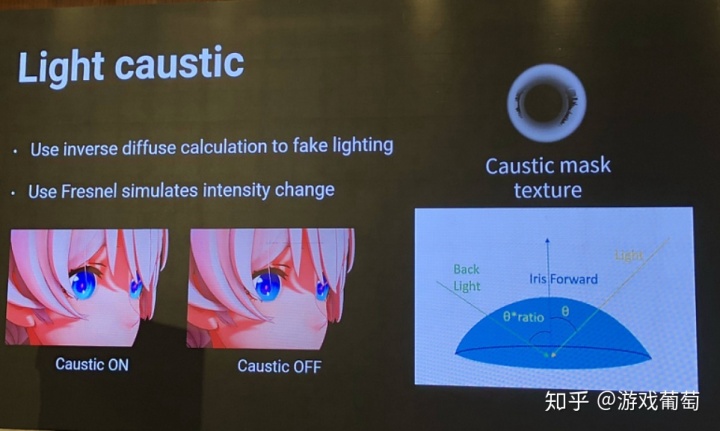 Light caustic
• Use inverse diffuse calculation to fake lighting
• Use Fresnel simulates intensity change
Caustic ON
Caustic OFF
Caustic mask
texture
Back
Light
Iris Forward
Light
θ*ratio
θ
知乎 @游戏葡萄